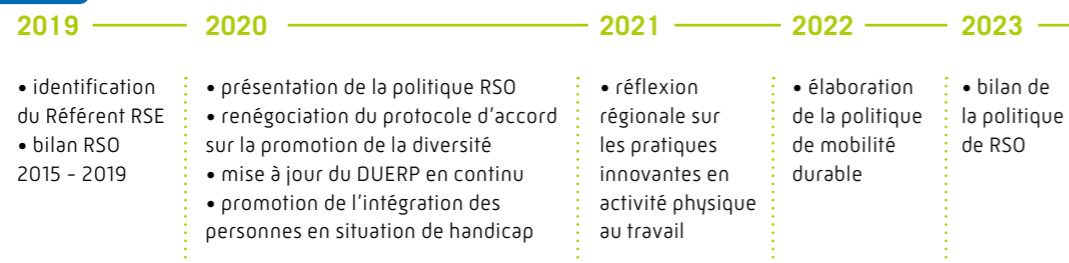 2019
• identification
du Référent RSE
• bilan RSO
2015 - 2019
2020
• présentation de la politique RSO
• renégociation du protocole d'accord
sur la promotion de la diversité
• mise à jour du DUERP en continu
• promotion de l'intégration des
personnes en situation de handicap
2021
• réflexion
régionale sur
les pratiques
innovantes en
activité physique
au travail
2022
• élaboration
de la politique
de mobilité
durable
2023
• bilan de
la politique
de RSO